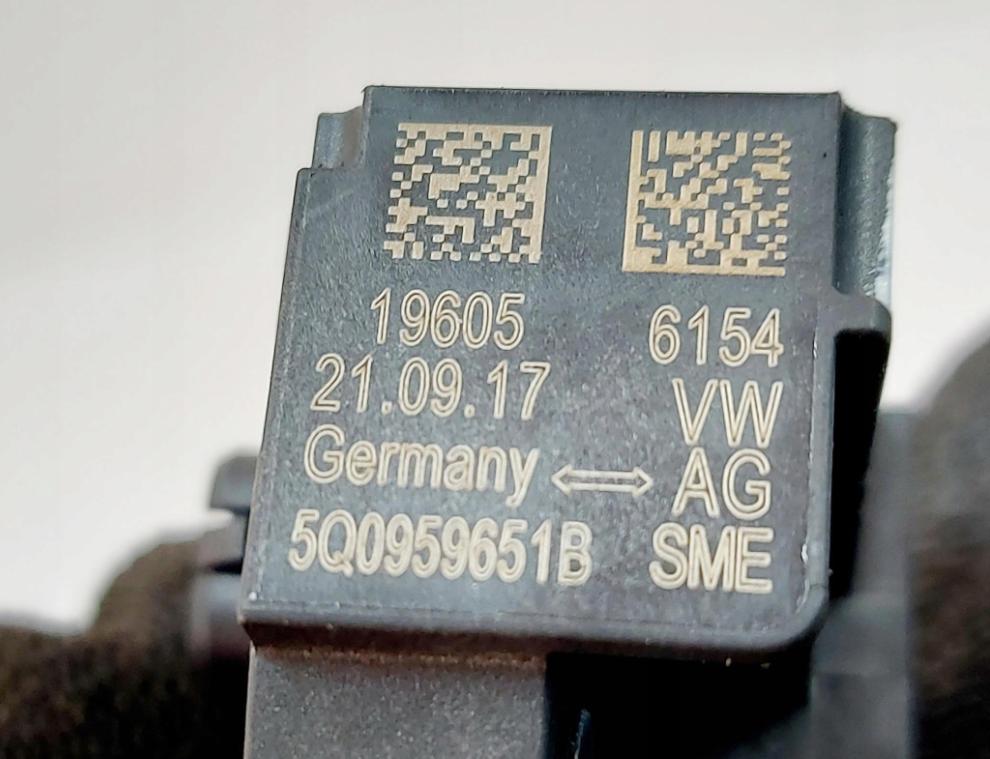 19605
21.09.17
Germany
5Q0959651B
6154
VW
AG
SME